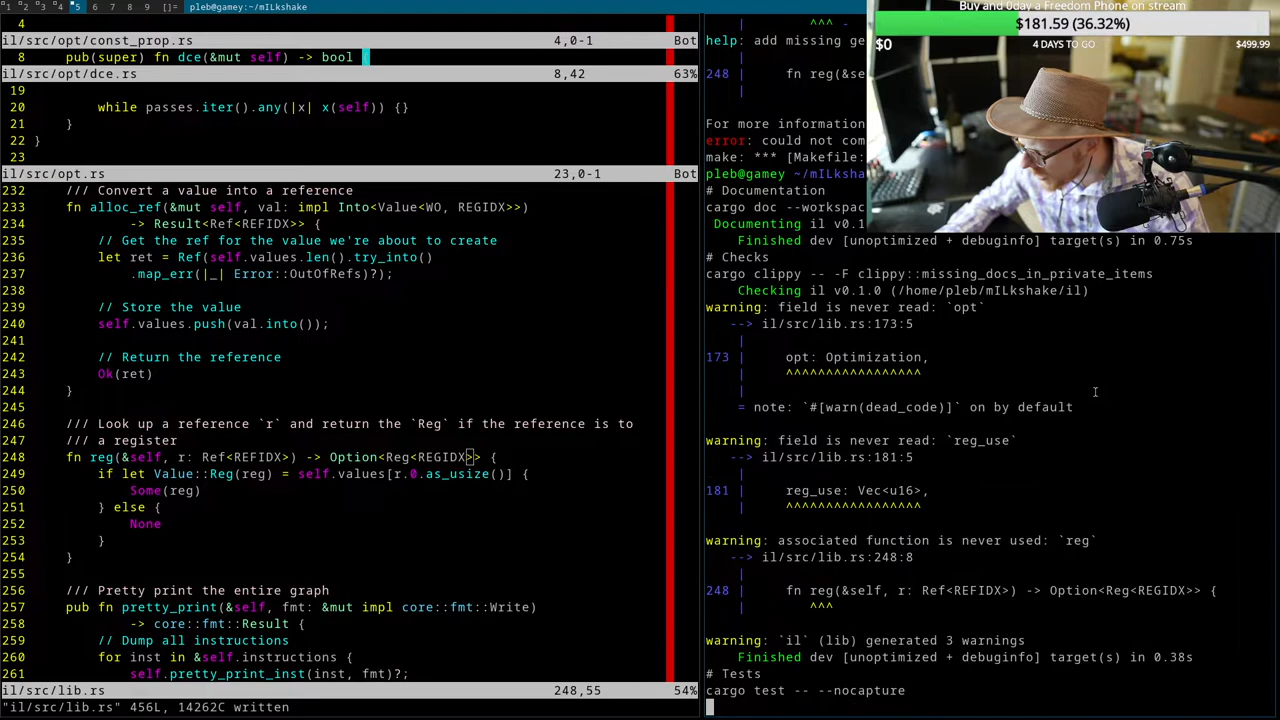 1 2 3 4 5 6 7 8 9 []= pleb@gamey:~/mILkshake
4
il/src/opt/const_prop.rs 4,0-1 Bot
8 pub(super) fn dce(&mut self) -> bool {
il/src/opt/dce.rs 8,42 63%
19
20 while passes.iter().any(|x| x(self)) {}
21 }
22 }
23
il/src/opt.rs 23,0-1 Bot
232 /// Convert a value into a reference
233 fn alloc_ref(&mut self, val: impl Into<Value<WO, REGIDX>>)
234 -> Result<Ref<REFIDX>> {
235 // Get the ref for the value we're about to create
236 let ret = Ref(self.values.len().try_into()
237 .map_err(|_| Error::OutOfRefs)?);
238
239 // Store the value
240 self.values.push(val.into());
241
242 // Return the reference
243 Ok(ret)
244 }
245
246 /// Look up a reference `r` and return the `Reg` if the reference is to
247 /// a register
248 fn reg(&self, r: Ref<REFIDX>) -> Option<Reg<REGIDX>> {
249 if let Value::Reg(reg) = self.values[r.0.as_usize()] {
250 Some(reg)
251 } else {
252 None
253 }
254 }
255
256 /// Pretty print the entire graph
257 pub fn pretty_print(&self, fmt: &mut impl core::fmt::Write)
258 -> core::fmt::Result {
259 // Dump all instructions
260 for inst in &self.instructions {
261 self.pretty_print_inst(inst, fmt)?;
il/src/lib.rs 248,55 54%
"il/src/lib.rs" 456L, 14262C written
| ^^^ -
help: add missing ge
|
248 | fn reg(&se
|
For more information
error: could not com
make: *** [Makefile:
pleb@gamey ~/mILksha
# Documentation
cargo doc --workspac
Documenting il v0.1
Finished dev [unoptimized + debuginfo] target(s) in 0.75s
# Checks
cargo clippy -- -F clippy::missing_docs_in_private_items
Checking il v0.1.0 (/home/pleb/mILkshake/il)
warning: field is never read: `opt`
--> il/src/lib.rs:173:5
|
173 | opt: Optimization,
| ^^^^^^^^^^^^^^^^^
|
= note: `#[warn(dead_code)]` on by default
warning: field is never read: `reg_use`
--> il/src/lib.rs:181:5
|
181 | reg_use: Vec<u16>,
| ^^^^^^^^^^^^^^^^^
warning: associated function is never used: `reg`
--> il/src/lib.rs:248:8
|
248 | fn reg(&self, r: Ref<REFIDX>) -> Option<Reg<REGIDX>> {
| ^^^
warning: `il` (lib) generated 3 warnings
Finished dev [unoptimized + debuginfo] target(s) in 0.38s
# Tests
cargo test -- --nocapture
Buy and 0day a Freedom Phone on stream
$181.59 (36.32%)
$0 4 DAYS TO GO $499.99